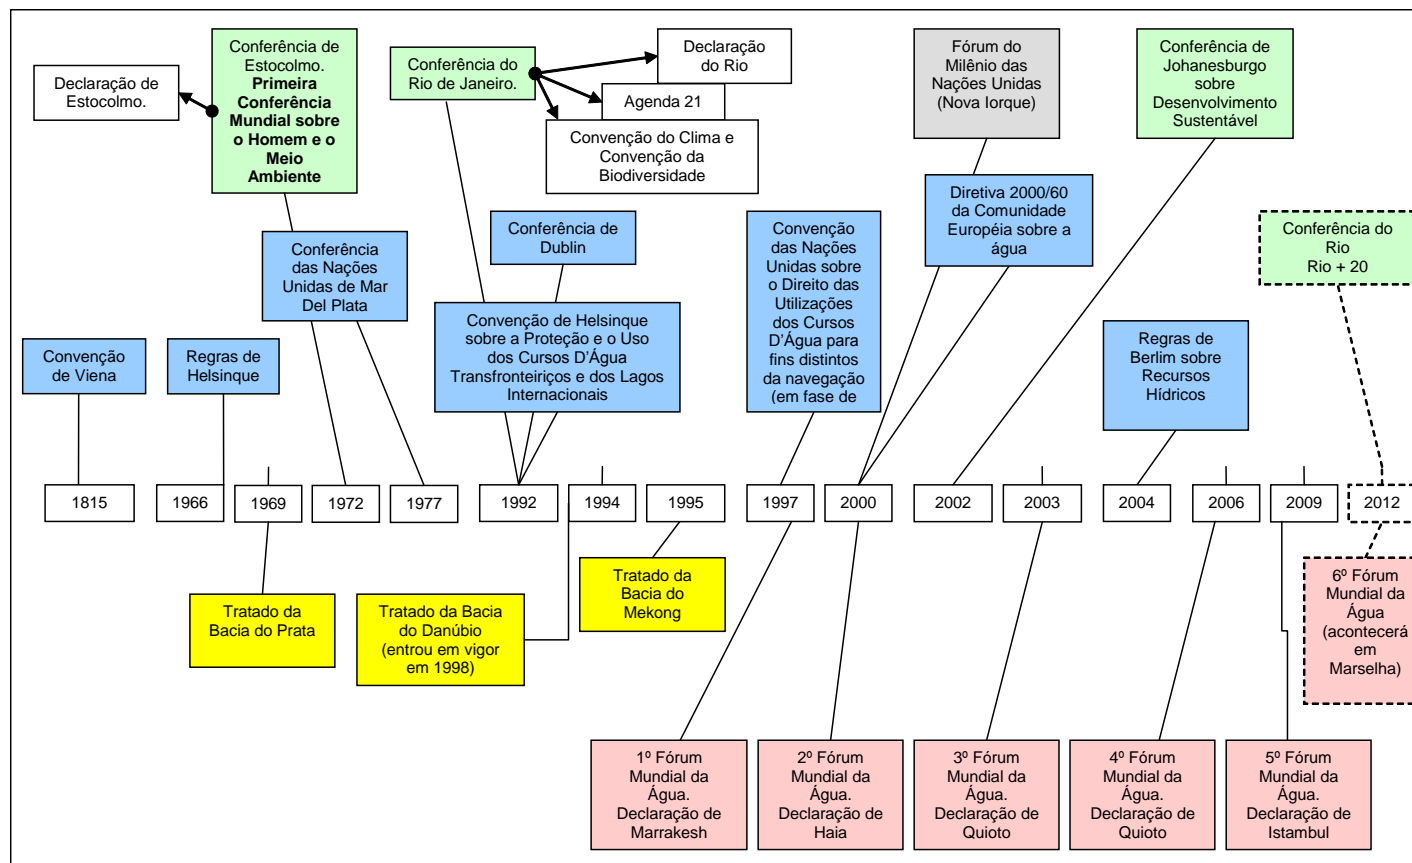 Declaração de
Estocolmo.
Conferência de
Estocolmo.
Primeira
Conferência
Mundial sobre
o Homem e o
Meio
Ambiente
Conferência do
Rio de Janeiro.
Declaração
do Rio
Agenda 21
Convenção do Clima e
Convenção da
Biodiversidade
Fórum do
Milênio das
Nações Unidas
(Nova Iorque)
Conferência de
Johanesburgo
sobre
Desenvolvimento
Sustentável
Conferência
das Nações
Unidas de Mar
Del Plata
Conferência de
Dublin
Convenção
das Nações
Unidas sobre
o Direito das
Utilizações
dos Cursos
D'Água para
fins distintos
da navegação
(em fase de
Diretiva 2000/60
da Comunidade
Européia sobre a
água
Conferência do
Rio
Rio + 20
Convenção
de Viena
Regras de
Helsinque
Convenção de Helsinque
sobre a Proteção e o Uso
dos Cursos D'Água
Transfronteiriços e dos Lagos
Internacionais
Regras de
Berlim sobre
Recursos
Hídricos
1815
1966
1969
1972
1977
1992
1994
1995
1997
2000
2002
2003
2004
2006
2009
2012
Tratado da
Bacia do Prata
Tratado da Bacia
do Danúbio
(entrou em vigor
em 1998)
Tratado da
Bacia do
Mekong
6º Fórum
Mundial da
Água
(acontecerá
em
Marselha)
1º Fórum
Mundial da
Água.
Declaração de
Marrakesh
2º Fórum
Mundial da
Água.
Declaração de
Haia
3º Fórum
Mundial da
Água.
Declaração de
Quioto
4º Fórum
Mundial da
Água.
Declaração de
Quioto
5º Fórum
Mundial da
Água.
Declaração de
Istambul